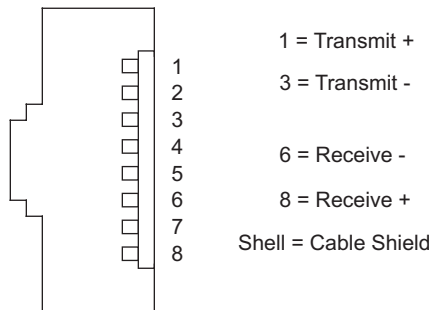 1
2
3
4
5
6
7
8
1 = Transmit +
3 = Transmit -
6 = Receive -
8 = Receive +
Shell = Cable Shield